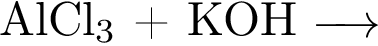 AlCl₃ + KOH ⟶